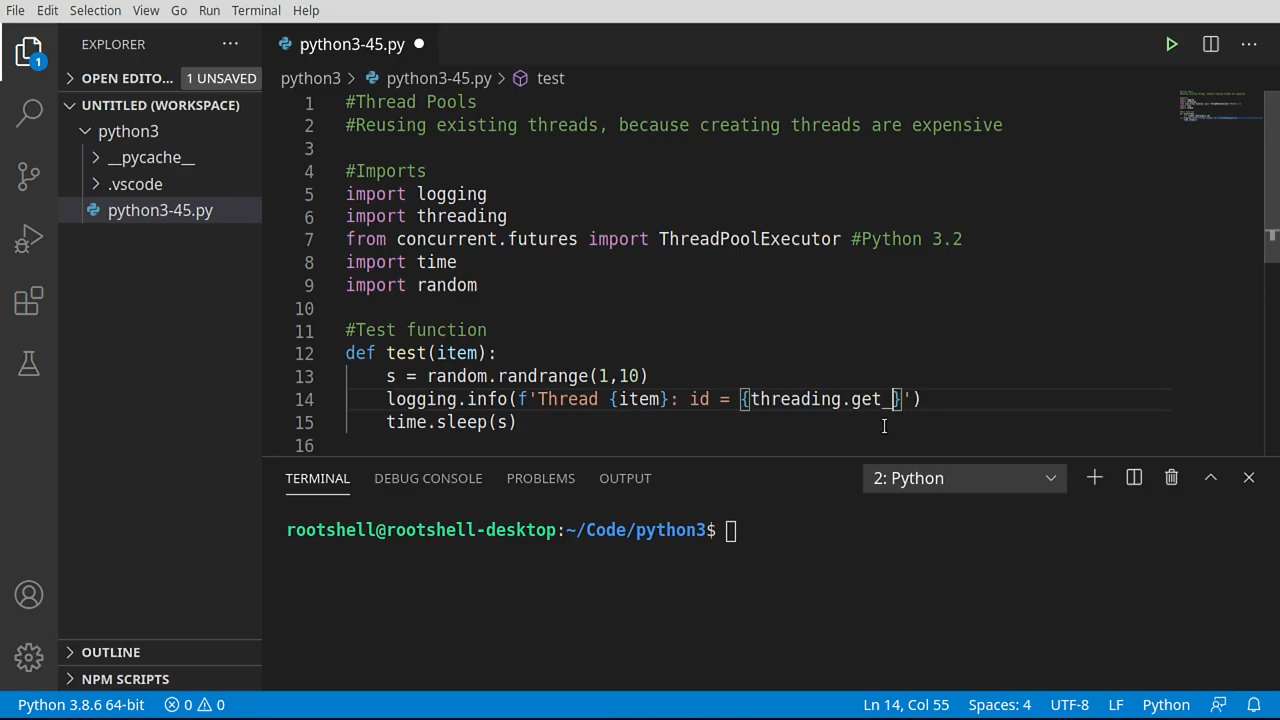 File Edit Selection View Go Run Terminal Help
EXPLORER ...
python3-45.py
1
OPEN EDITO... 1 UNSAVED
UNTITLED (WORKSPACE)
python3
__pycache__
.vscode
python3-45.py
python3 > python3-45.py > test
1 #Thread Pools
2 #Reusing existing threads, because creating threads are expensive
3
4 #Imports
5 import logging
6 import threading
7 from concurrent.futures import ThreadPoolExecutor #Python 3.2
8 import time
9 import random
10
11 #Test function
12 def test(item):
13 s = random.randrange(1,10)
14 logging.info(f'Thread {item}: id = {threading.get_}')
15 time.sleep(s)
16
TERMINAL DEBUG CONSOLE PROBLEMS OUTPUT 2: Python
rootshell@rootshell-desktop:~/Code/python3$
OUTLINE
NPM SCRIPTS
Python 3.8.6 64-bit 0 0 Ln 14, Col 55 Spaces: 4 UTF-8 LF Python